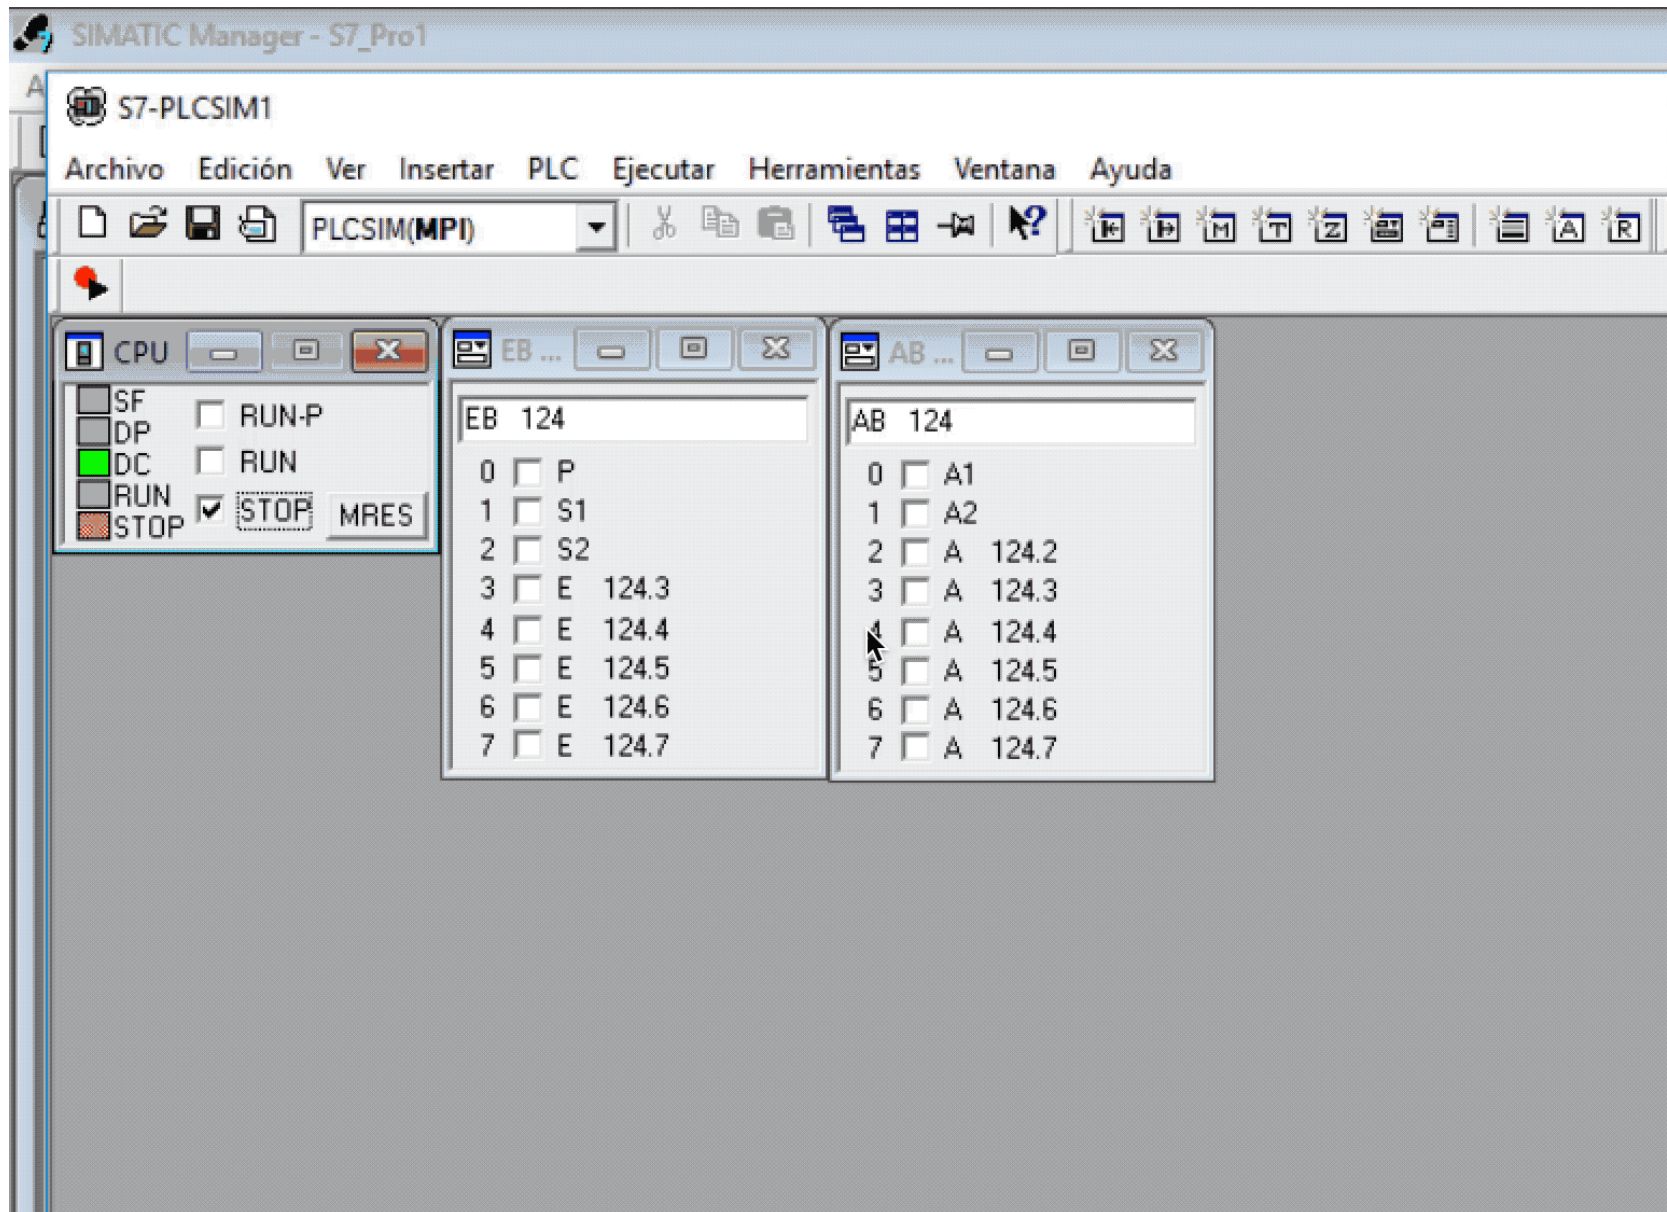 SIMATIC Manager - S7_Pro1
A
S7-PLCSIM1
Archivo Edición Ver Insertar PLC Ejecutar Herramientas Ventana Ayuda
PLCSIM(MPI)
M T Z A R
CPU
SF
DP
DC
RUN
STOP
RUN-P
RUN
STOP
MRES
EB ...
EB 124
0 P
1 S1
2 S2
3 E 124.3
4 E 124.4
5 E 124.5
6 E 124.6
7 E 124.7
AB ...
AB 124
0 A1
1 A2
2 A 124.2
3 A 124.3
4 A 124.4
5 A 124.5
6 A 124.6
7 A 124.7